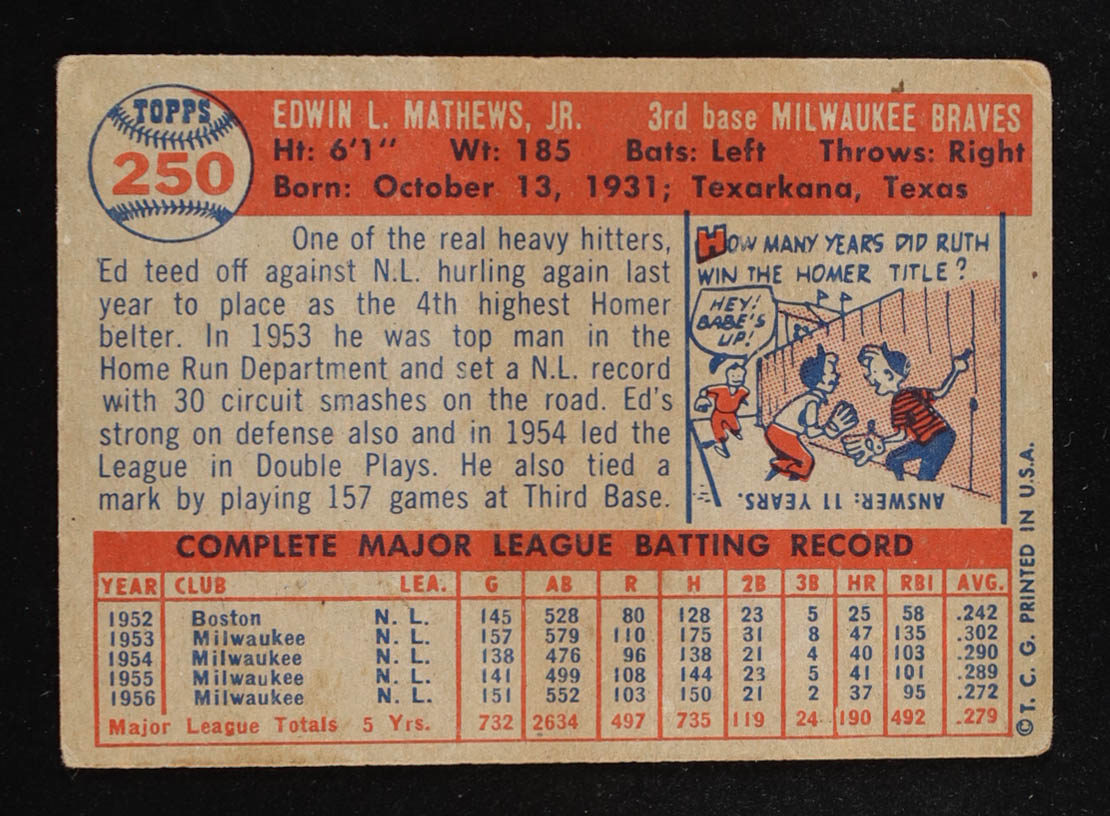 TOPPS
250
EDWIN L. MATHEWS, JR. 3rd base MILWAUKEE BRAVES
Ht: 6'1" Wt: 185 Bats: Left Throws: Right
Born: October 13, 1931; Texarkana, Texas
One of the real heavy hitters,
Ed teed off against N.L. hurling again last
year to place as the 4th highest Homer
belter. In 1953 he was top man in the
Home Run Department and set a N.L. record
with 30 circuit smashes on the road. Ed's
strong on defense also and in 1954 led the
League in Double Plays. He also tied a
mark by playing 157 games at Third Base.
HOW MANY YEARS DID RUTH
WIN THE HOMER TITLE?
HEY!
BABE'S
UP!
ANSWER: 11 YEARS.
COMPLETE MAJOR LEAGUE BATTING RECORD
YEAR CLUB LEA. G AB R H 2B 3B HR RBI AVG.
1952 Boston N. L. 145 528 80 128 23 5 25 58 .242
1953 Milwaukee N. L. 157 579 110 175 31 8 47 135 .302
1954 Milwaukee N. L. 138 476 96 138 21 4 40 103 .290
1955 Milwaukee N. L. 141 499 108 144 23 5 41 101 .289
1956 Milwaukee N. L. 151 552 103 150 21 2 37 95 .272
Major League Totals 5 Yrs. 732 2634 497 735 119 24 190 492 .279
©T. C. G. PRINTED IN U.S.A.